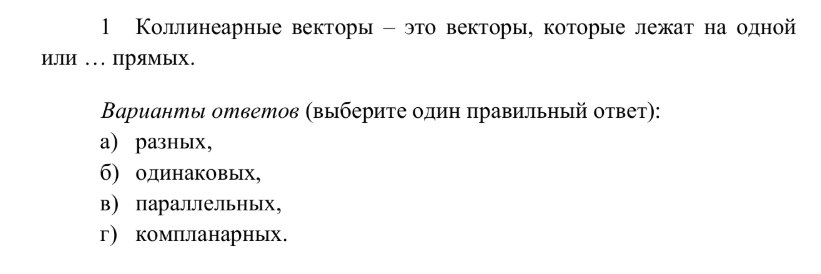 1 Коллинеарные векторы – это векторы, которые лежат на одной
или … прямых.
Варианты ответов (выберите один правильный ответ):
а) разных,
б) одинаковых,
в) параллельных,
г) компланарных.